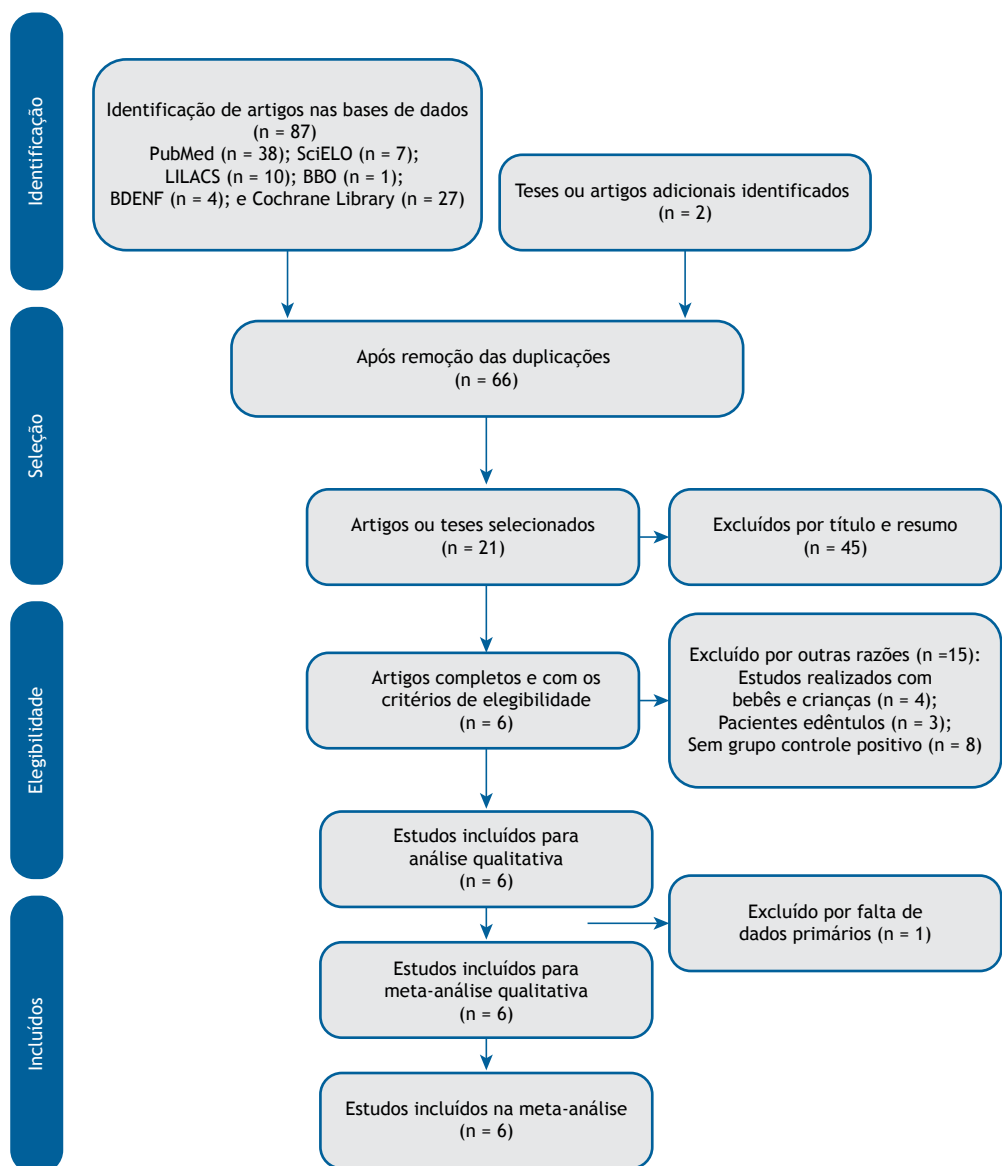 Identificação
Identificação de artigos nas bases de dados
(n = 87)
PubMed (n = 38); SciELO (n = 7);
LILACS (n = 10); BBO (n = 1);
BDENF (n = 4); e Cochrane Library (n = 27)
Teses ou artigos adicionais identificados
(n = 2)
Seleção
Após remoção das duplicações
(n = 66)
Artigos ou teses selecionados
(n = 21)
Excluídos por título e resumo
(n = 45)
Elegibilidade
Artigos completos e com os
critérios de elegibilidade
(n = 6)
Excluído por outras razões (n =15):
Estudos realizados com
bebês e crianças (n = 4);
Pacientes edêntulos (n = 3);
Sem grupo controle positivo (n = 8)
Estudos incluídos para
análise qualitativa
(n = 6)
Incluídos
Excluído por falta de
dados primários (n = 1)
Estudos incluídos para
meta-análise qualitativa
(n = 6)
Estudos incluídos na meta-análise
(n = 6)